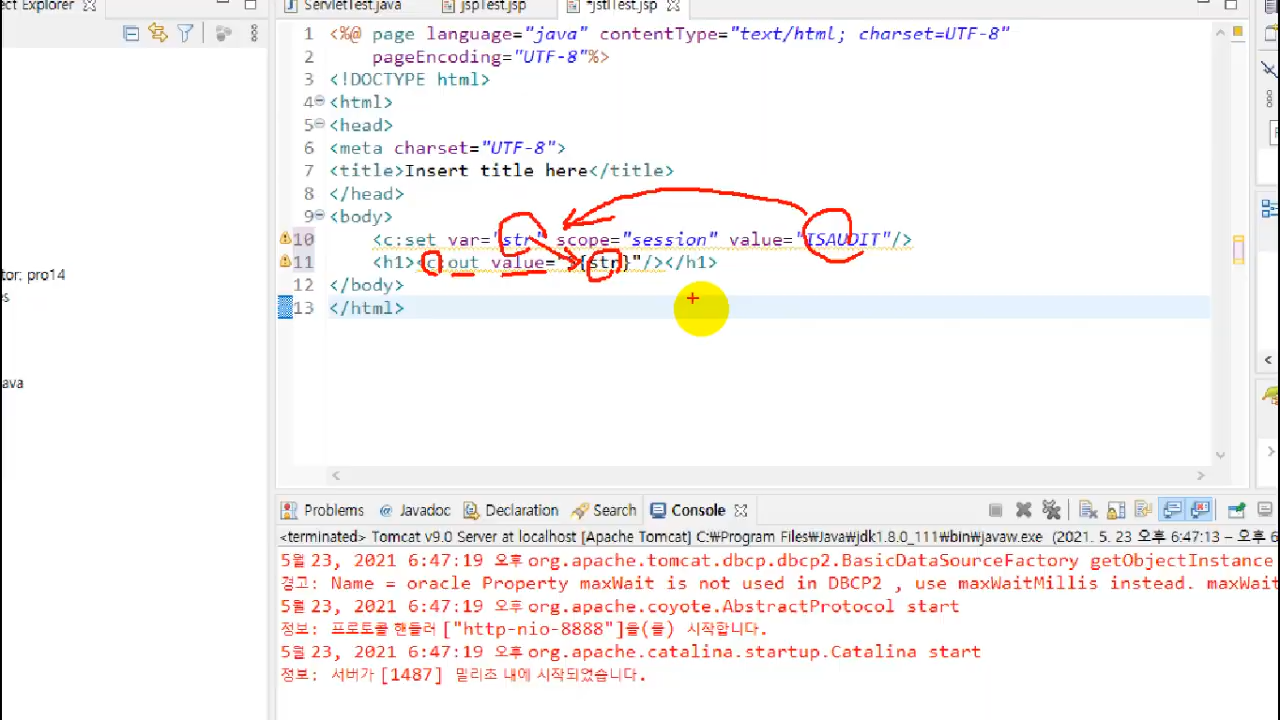 ect Explorer
ServletTest.java
jspTest.jsp
*jstlTest.jsp
or: pro14
ava
1 <%@ page language="java" contentType="text/html; charset=UTF-8"
2 pageEncoding="UTF-8"%>
3 <!DOCTYPE html>
4 <html>
5 <head>
6 <meta charset="UTF-8">
7 <title>Insert title here</title>
8 </head>
9 <body>
10 <c:set var="str" scope="session" value="ISAUDIT"/>
11 <h1><c:out value="${str}"/></h1>
12 </body>
13 </html>
Problems @ Javadoc Declaration Search Console
<terminated> Tomcat v9.0 Server at localhost [Apache Tomcat] C:₩Program Files₩Java₩jdk1.8.0_111₩bin₩javaw.exe (2021. 5. 23 오후 6:47:13 – 오후 6
5월 23, 2021 6:47:19 오후 org.apache.tomcat.dbcp.dbcp2.BasicDataSourceFactory getObjectInstance
경고: Name = oracle Property maxWait is not used in DBCP2 , use maxWaitMillis instead. maxWait
5월 23, 2021 6:47:19 오후 org.apache.coyote.AbstractProtocol start
정보: 프로토콜 핸들러 ["http-nio-8888"]을(를) 시작합니다.
5월 23, 2021 6:47:19 오후 org.apache.catalina.startup.Catalina start
정보: 서버가 [1487] 밀리초 내에 시작되었습니다.